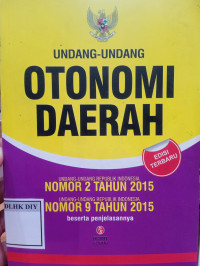 UNDANG-UNDANG
OTONOMI
DAERAH
EDISI
TERBARU
UNDANG-UNDANG REPUBLIK INDONESIA
NOMOR 2 TAHUN 2015
UNDANG-UNDANG REPUBLIK INDONESIA
NOMOR 9 TAHUN 2015
beserta penjelasannya
DLHK DIY